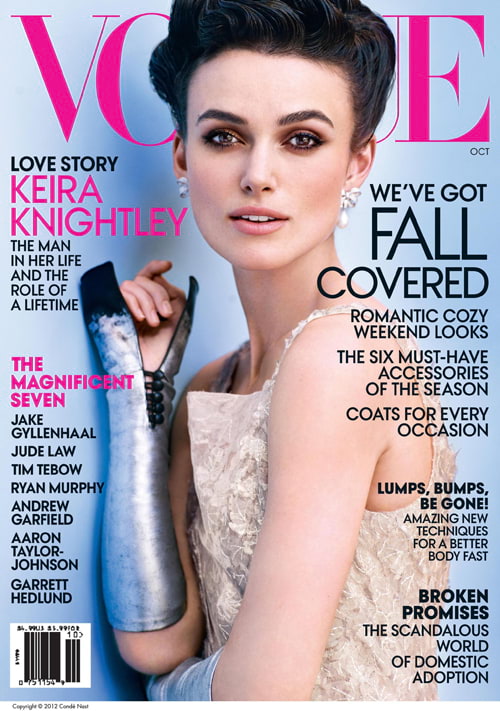 VOGUE
OCT
LOVE STORY
KEIRA
KNIGHTLEY
THE MAN
IN HER LIFE
AND THE
ROLE OF
A LIFETIME
THE
MAGNIFICENT
SEVEN
JAKE
GYLLENHAAL
JUDE LAW
TIM TEBOW
RYAN MURPHY
ANDREW
GARFIELD
AARON
TAYLOR-
JOHNSON
GARRETT
HEDLUND
WE'VE GOT
FALL
COVERED
ROMANTIC COZY
WEEKEND LOOKS
THE SIX MUST-HAVE
ACCESSORIES
OF THE SEASON
COATS FOR EVERY
OCCASION
LUMPS, BUMPS,
BE GONE!
AMAZING NEW
TECHNIQUES
FOR A BETTER
BODY FAST
BROKEN
PROMISES
THE SCANDALOUS
WORLD
OF DOMESTIC
ADOPTION
10>
Copyright © 2012 Condé Nast